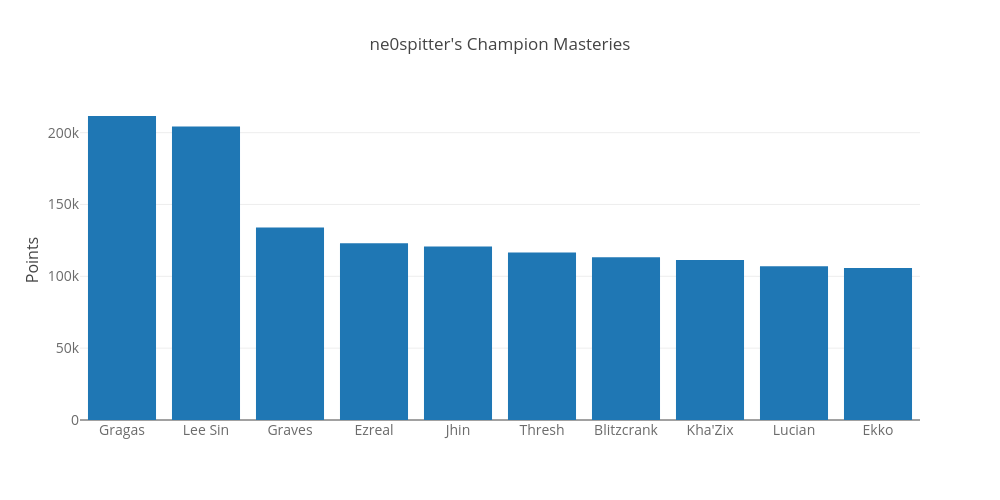 ne0spitter's Champion Masteries
Points
200k
150k
100k
50k
0
Gragas Lee Sin Graves Ezreal Jhin Thresh Blitzcrank Kha'Zix Lucian Ekko